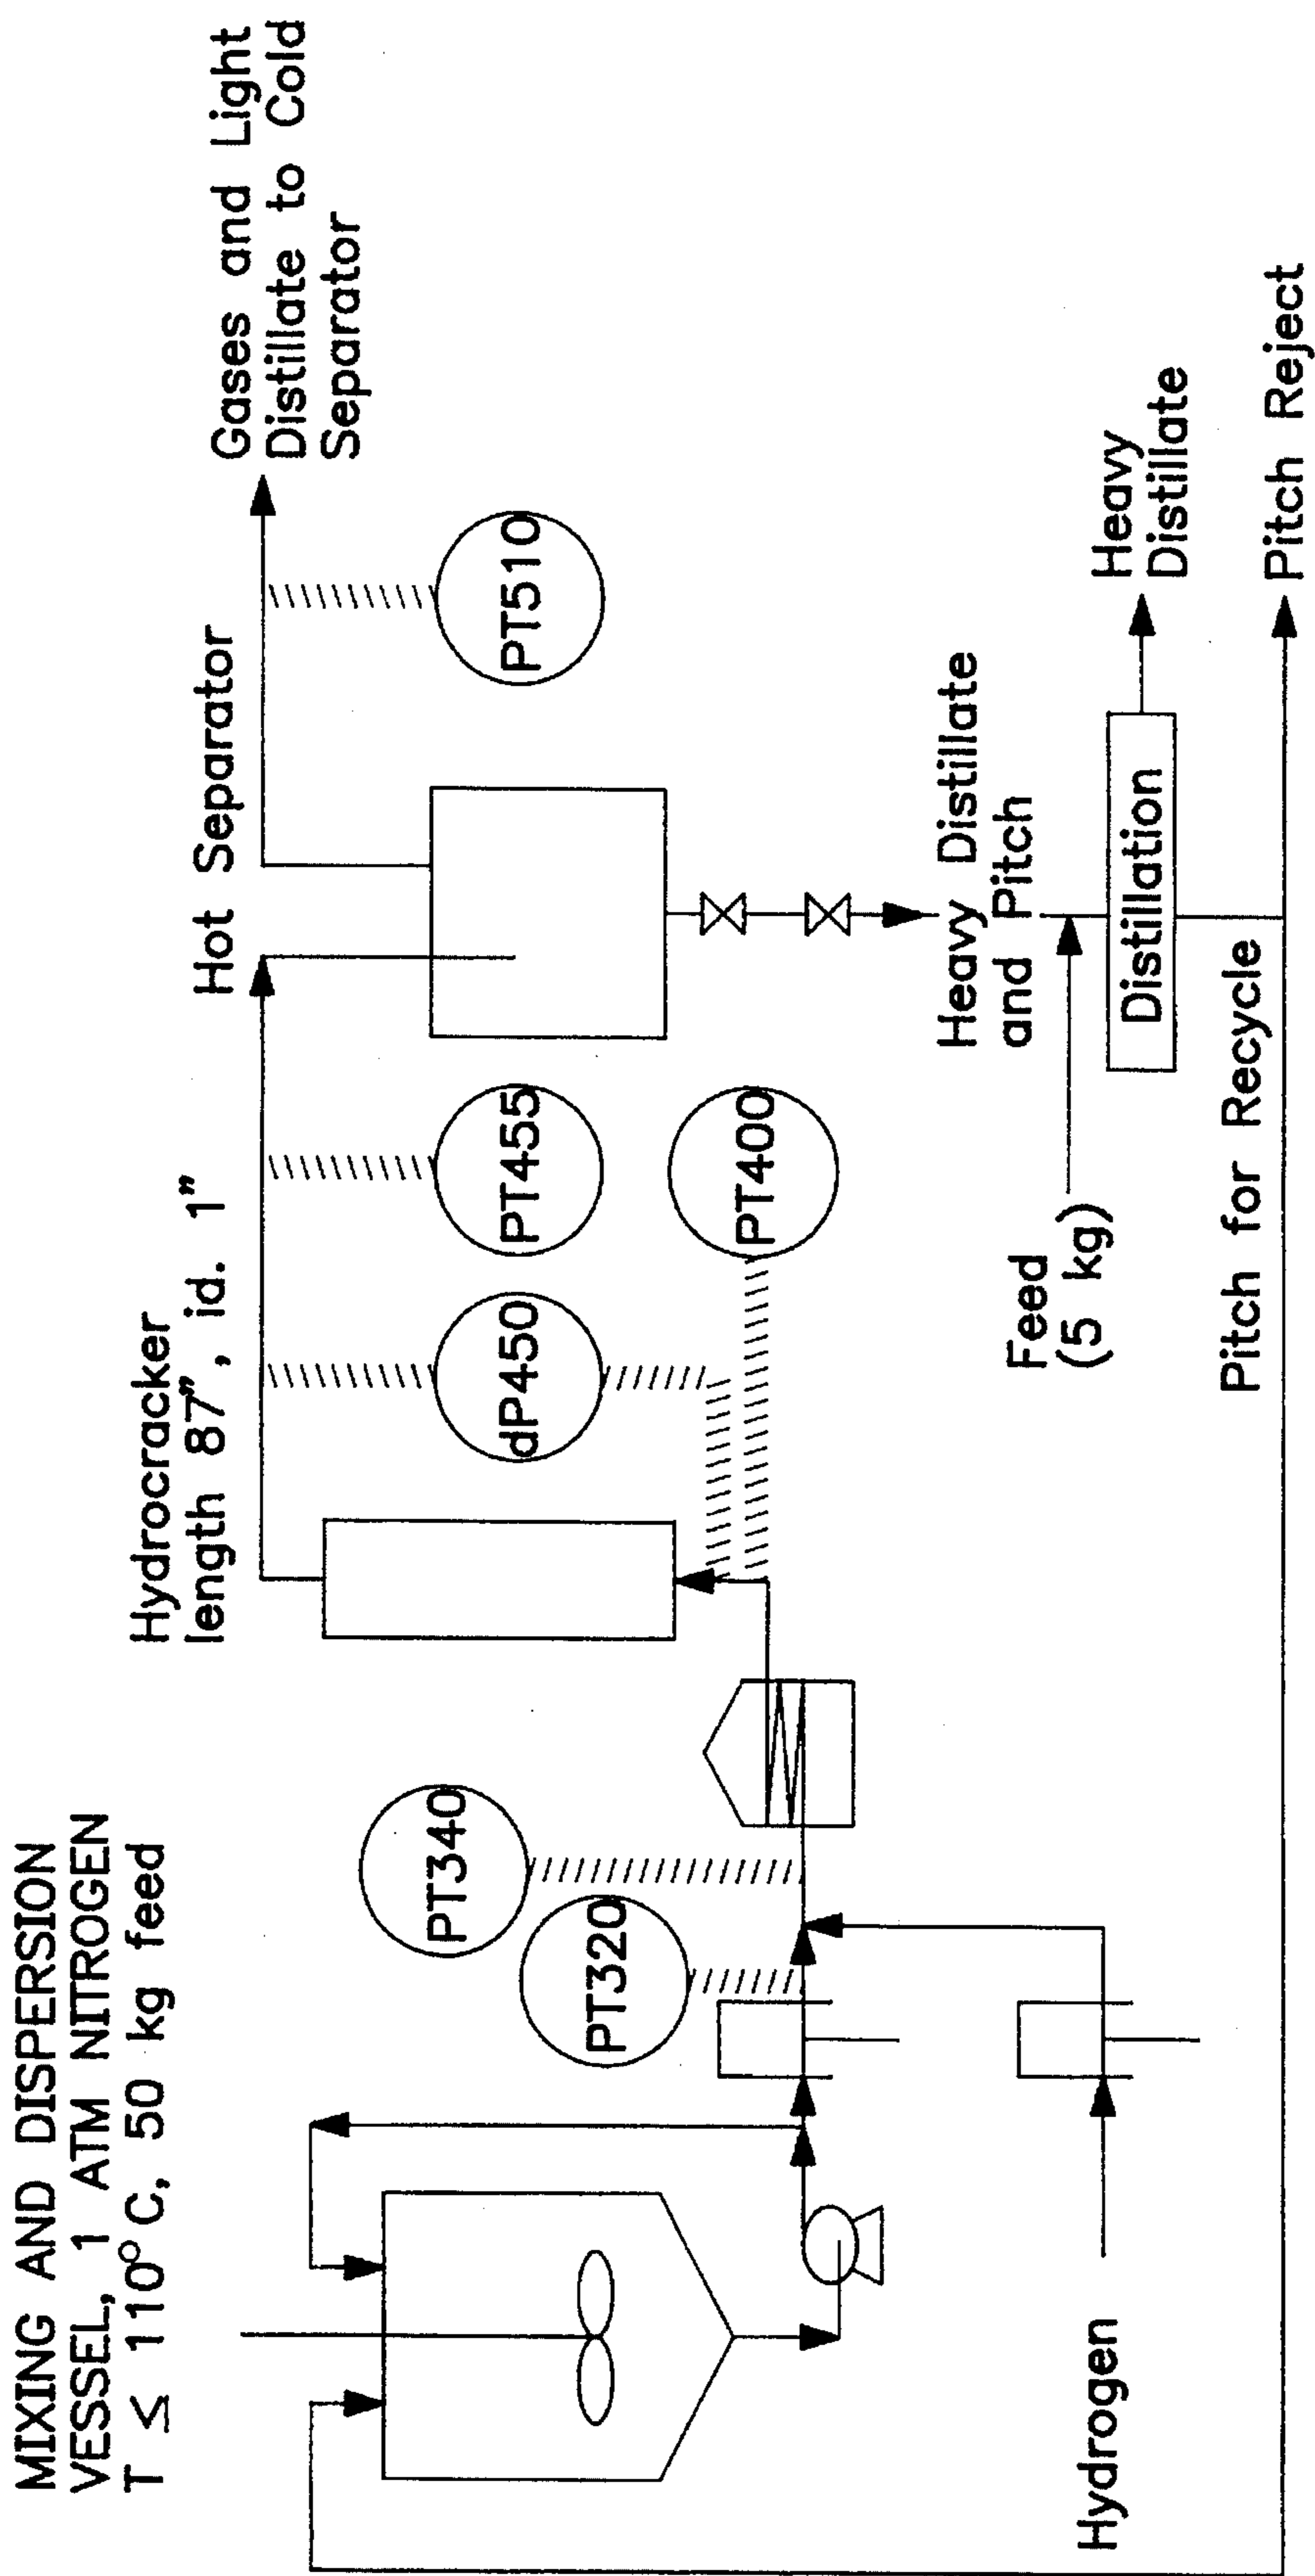 MIXING AND DISPERSION
VESSEL, 1 ATM NITROGEN
T ≤ 110°C, 50 kg feed
Hydrocracker
length 87", id. 1"
Hot Separator
Gases and Light
Distillate to Cold
Separator
PT340
PT320
dP450
PT455
PT400
PT510
Heavy Distillate
and Pitch
Feed
(5 kg)
Distillation
Heavy
Distillate
Hydrogen
Pitch for Recycle
Pitch Reject